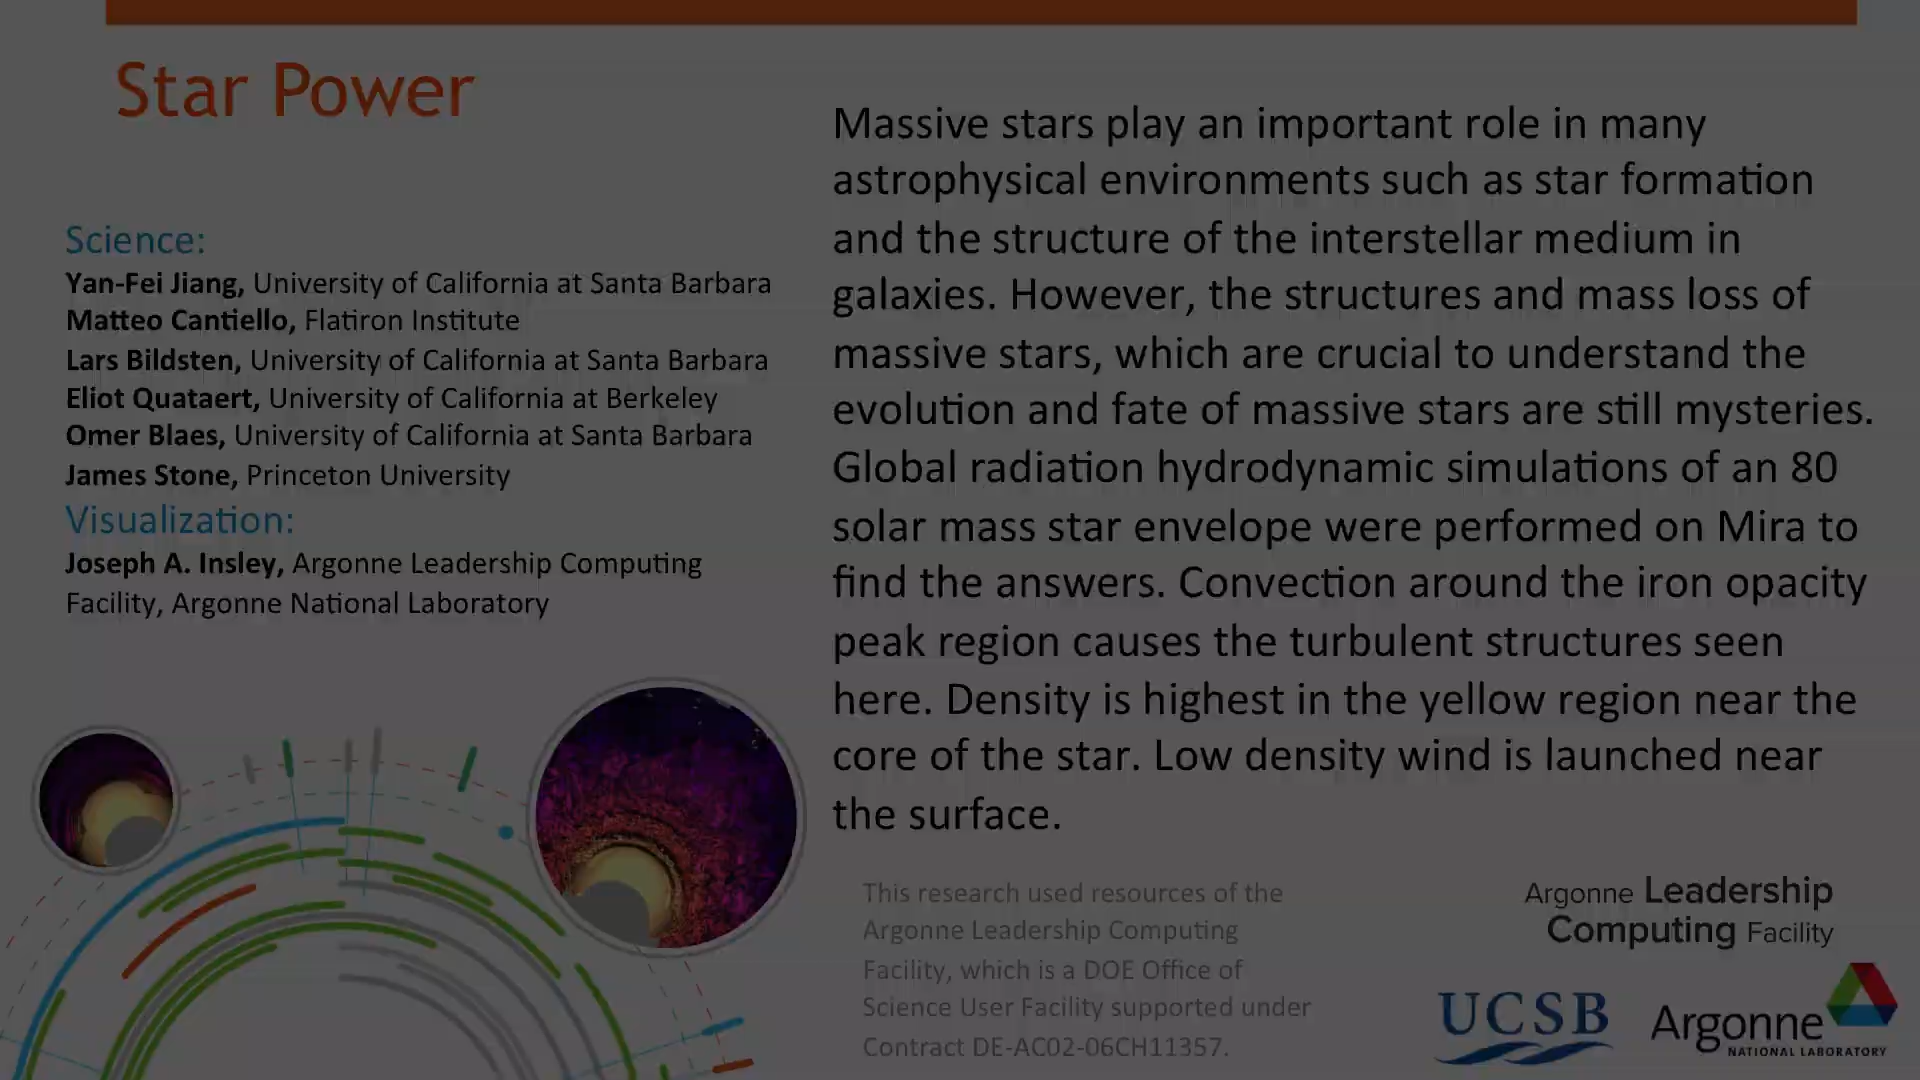 Star Power
Science:
Yan-Fei Jiang, University of California at Santa Barbara
Matteo Cantiello, Flatiron Institute
Lars Bildsten, University of California at Santa Barbara
Eliot Quataert, University of California at Berkeley
Omer Blaes, University of California at Santa Barbara
James Stone, Princeton University
Visualization:
Joseph A. Insley, Argonne Leadership Computing
Facility, Argonne National Laboratory
Massive stars play an important role in many
astrophysical environments such as star formation
and the structure of the interstellar medium in
galaxies. However, the structures and mass loss of
massive stars, which are crucial to understand the
evolution and fate of massive stars are still mysteries.
Global radiation hydrodynamic simulations of an 80
solar mass star envelope were performed on Mira to
find the answers. Convection around the iron opacity
peak region causes the turbulent structures seen
here. Density is highest in the yellow region near the
core of the star. Low density wind is launched near
the surface.
This research used resources of the
Argonne Leadership Computing
Facility, which is a DOE Office of
Science User Facility supported under
Contract DE-AC02-06CH11357.
Argonne Leadership
Computing Facility
UCSB
Argonne
NATIONAL LABORATORY